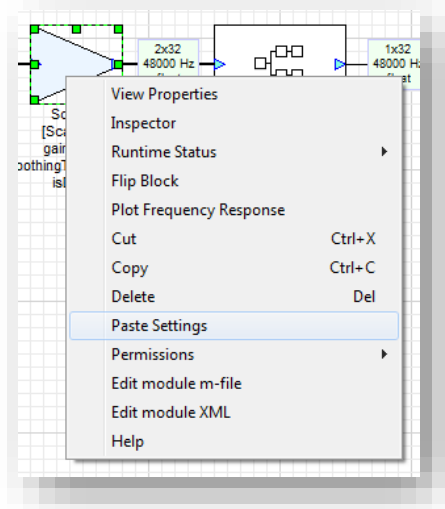 2x32
48000 Hz
1x32
48000 Hz
View Properties
Inspector
Runtime Status
Flip Block
Plot Frequency Response
Cut Ctrl+X
Copy Ctrl+C
Delete Del
Paste Settings
Permissions
Edit module m-file
Edit module XML
Help